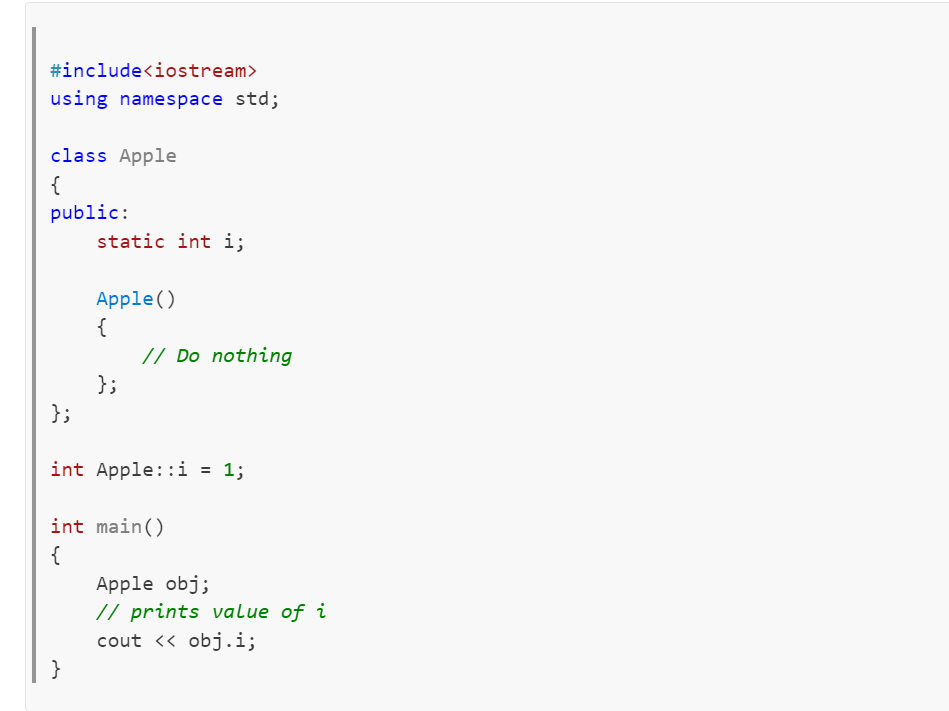 #include<iostream>
using namespace std;
class Apple
{
public:
static int i;
Apple()
{
// Do nothing
};
};
int Apple::i = 1;
int main()
{
Apple obj;
// prints value of i
cout << obj.i;
}